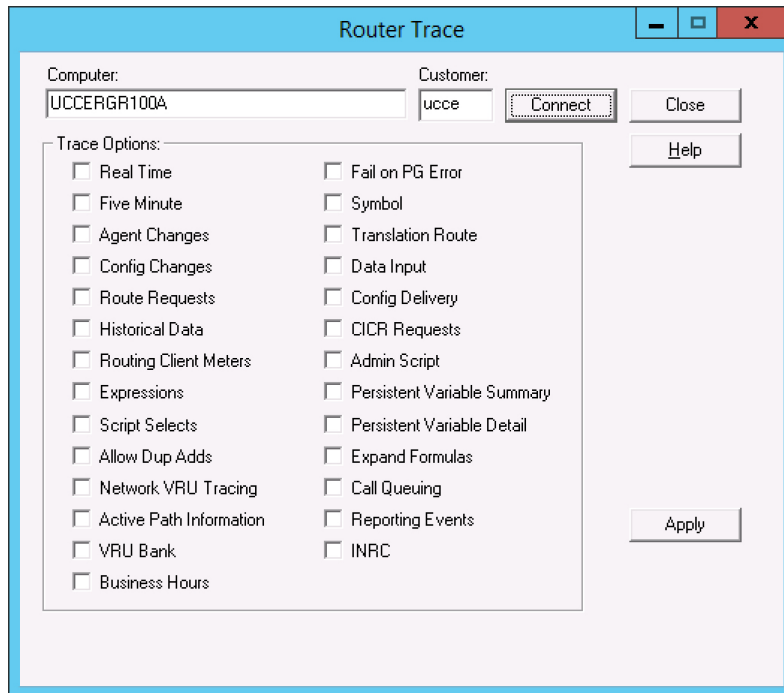 Router Trace
Computer:
Customer:
UCCERGR100A
ucce
Connect
Close
Help
Trace Options:
Real Time
Fail on PG Error
Five Minute
Symbol
Agent Changes
Translation Route
Config Changes
Data Input
Route Requests
Config Delivery
Historical Data
CICR Requests
Routing Client Meters
Admin Script
Expressions
Persistent Variable Summary
Script Selects
Persistent Variable Detail
Allow Dup Adds
Expand Formulas
Network VRU Tracing
Call Queuing
Active Path Information
Reporting Events
Apply
VRU Bank
INRC
Business Hours